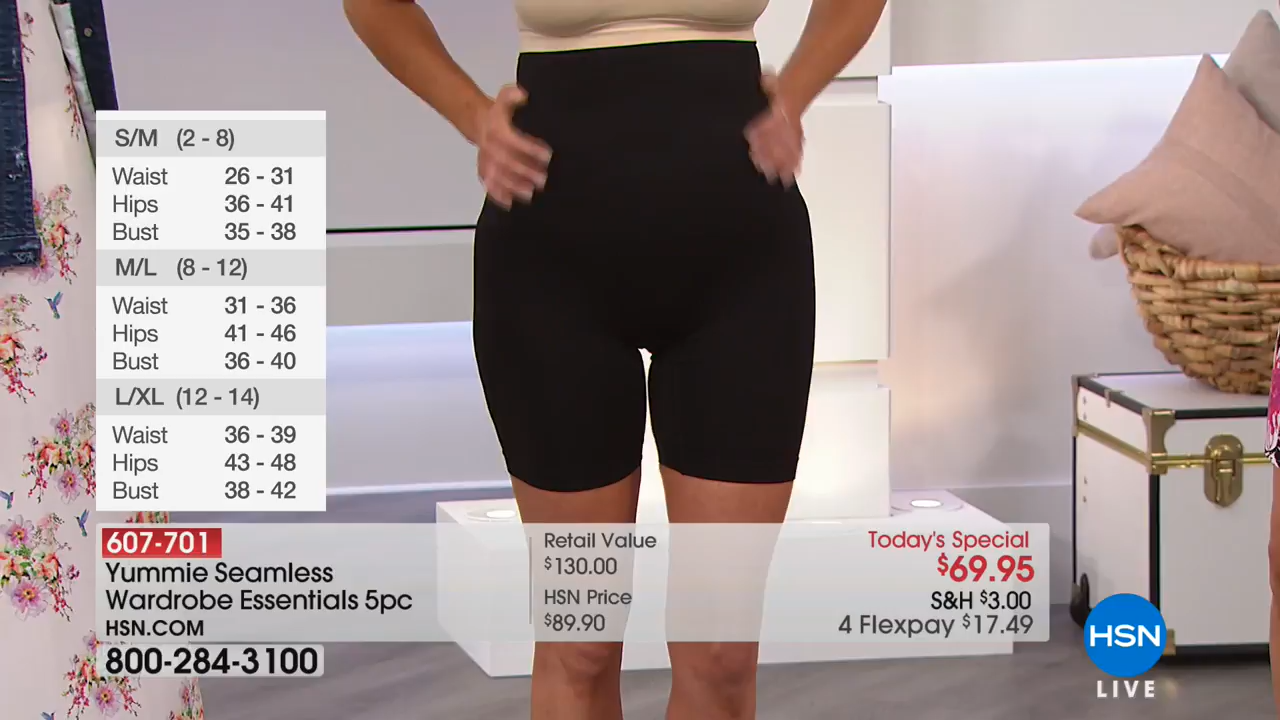 S/M (2 - 8)
Waist 26 - 31
Hips 36 - 41
Bust 35 - 38
M/L (8 - 12)
Waist 31 - 36
Hips 41 - 46
Bust 36 - 40
L/XL (12 - 14)
Waist 36 - 39
Hips 43 - 48
Bust 38 - 42
607-701
Yummie Seamless
Wardrobe Essentials 5pc
HSN.COM
800-284-3100
Retail Value
$130.00
HSN Price
$89.90
Today's Special
$69.95
S&H $3.00
4 Flexpay $17.49
HSN
LIVE